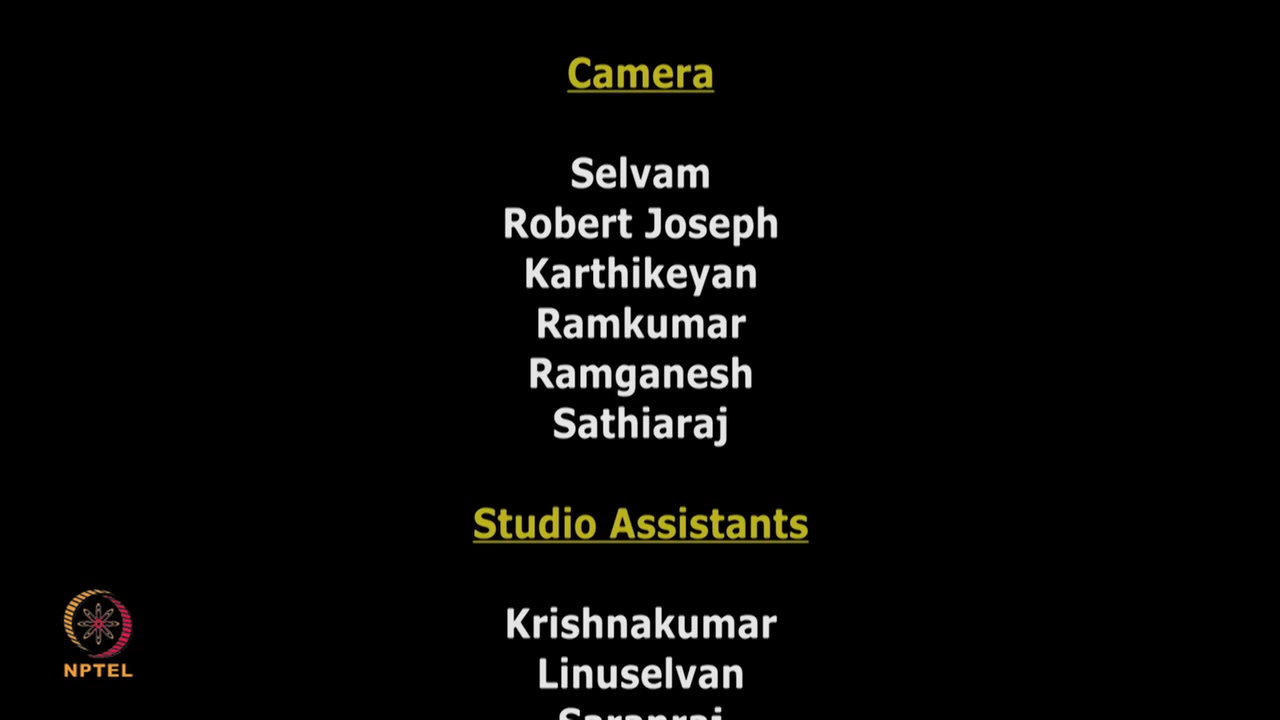 Camera
Selvam
Robert Joseph
Karthikeyan
Ramkumar
Ramganesh
Sathiaraj
Studio Assistants
Krishnakumar
Linuselvan
NPTEL